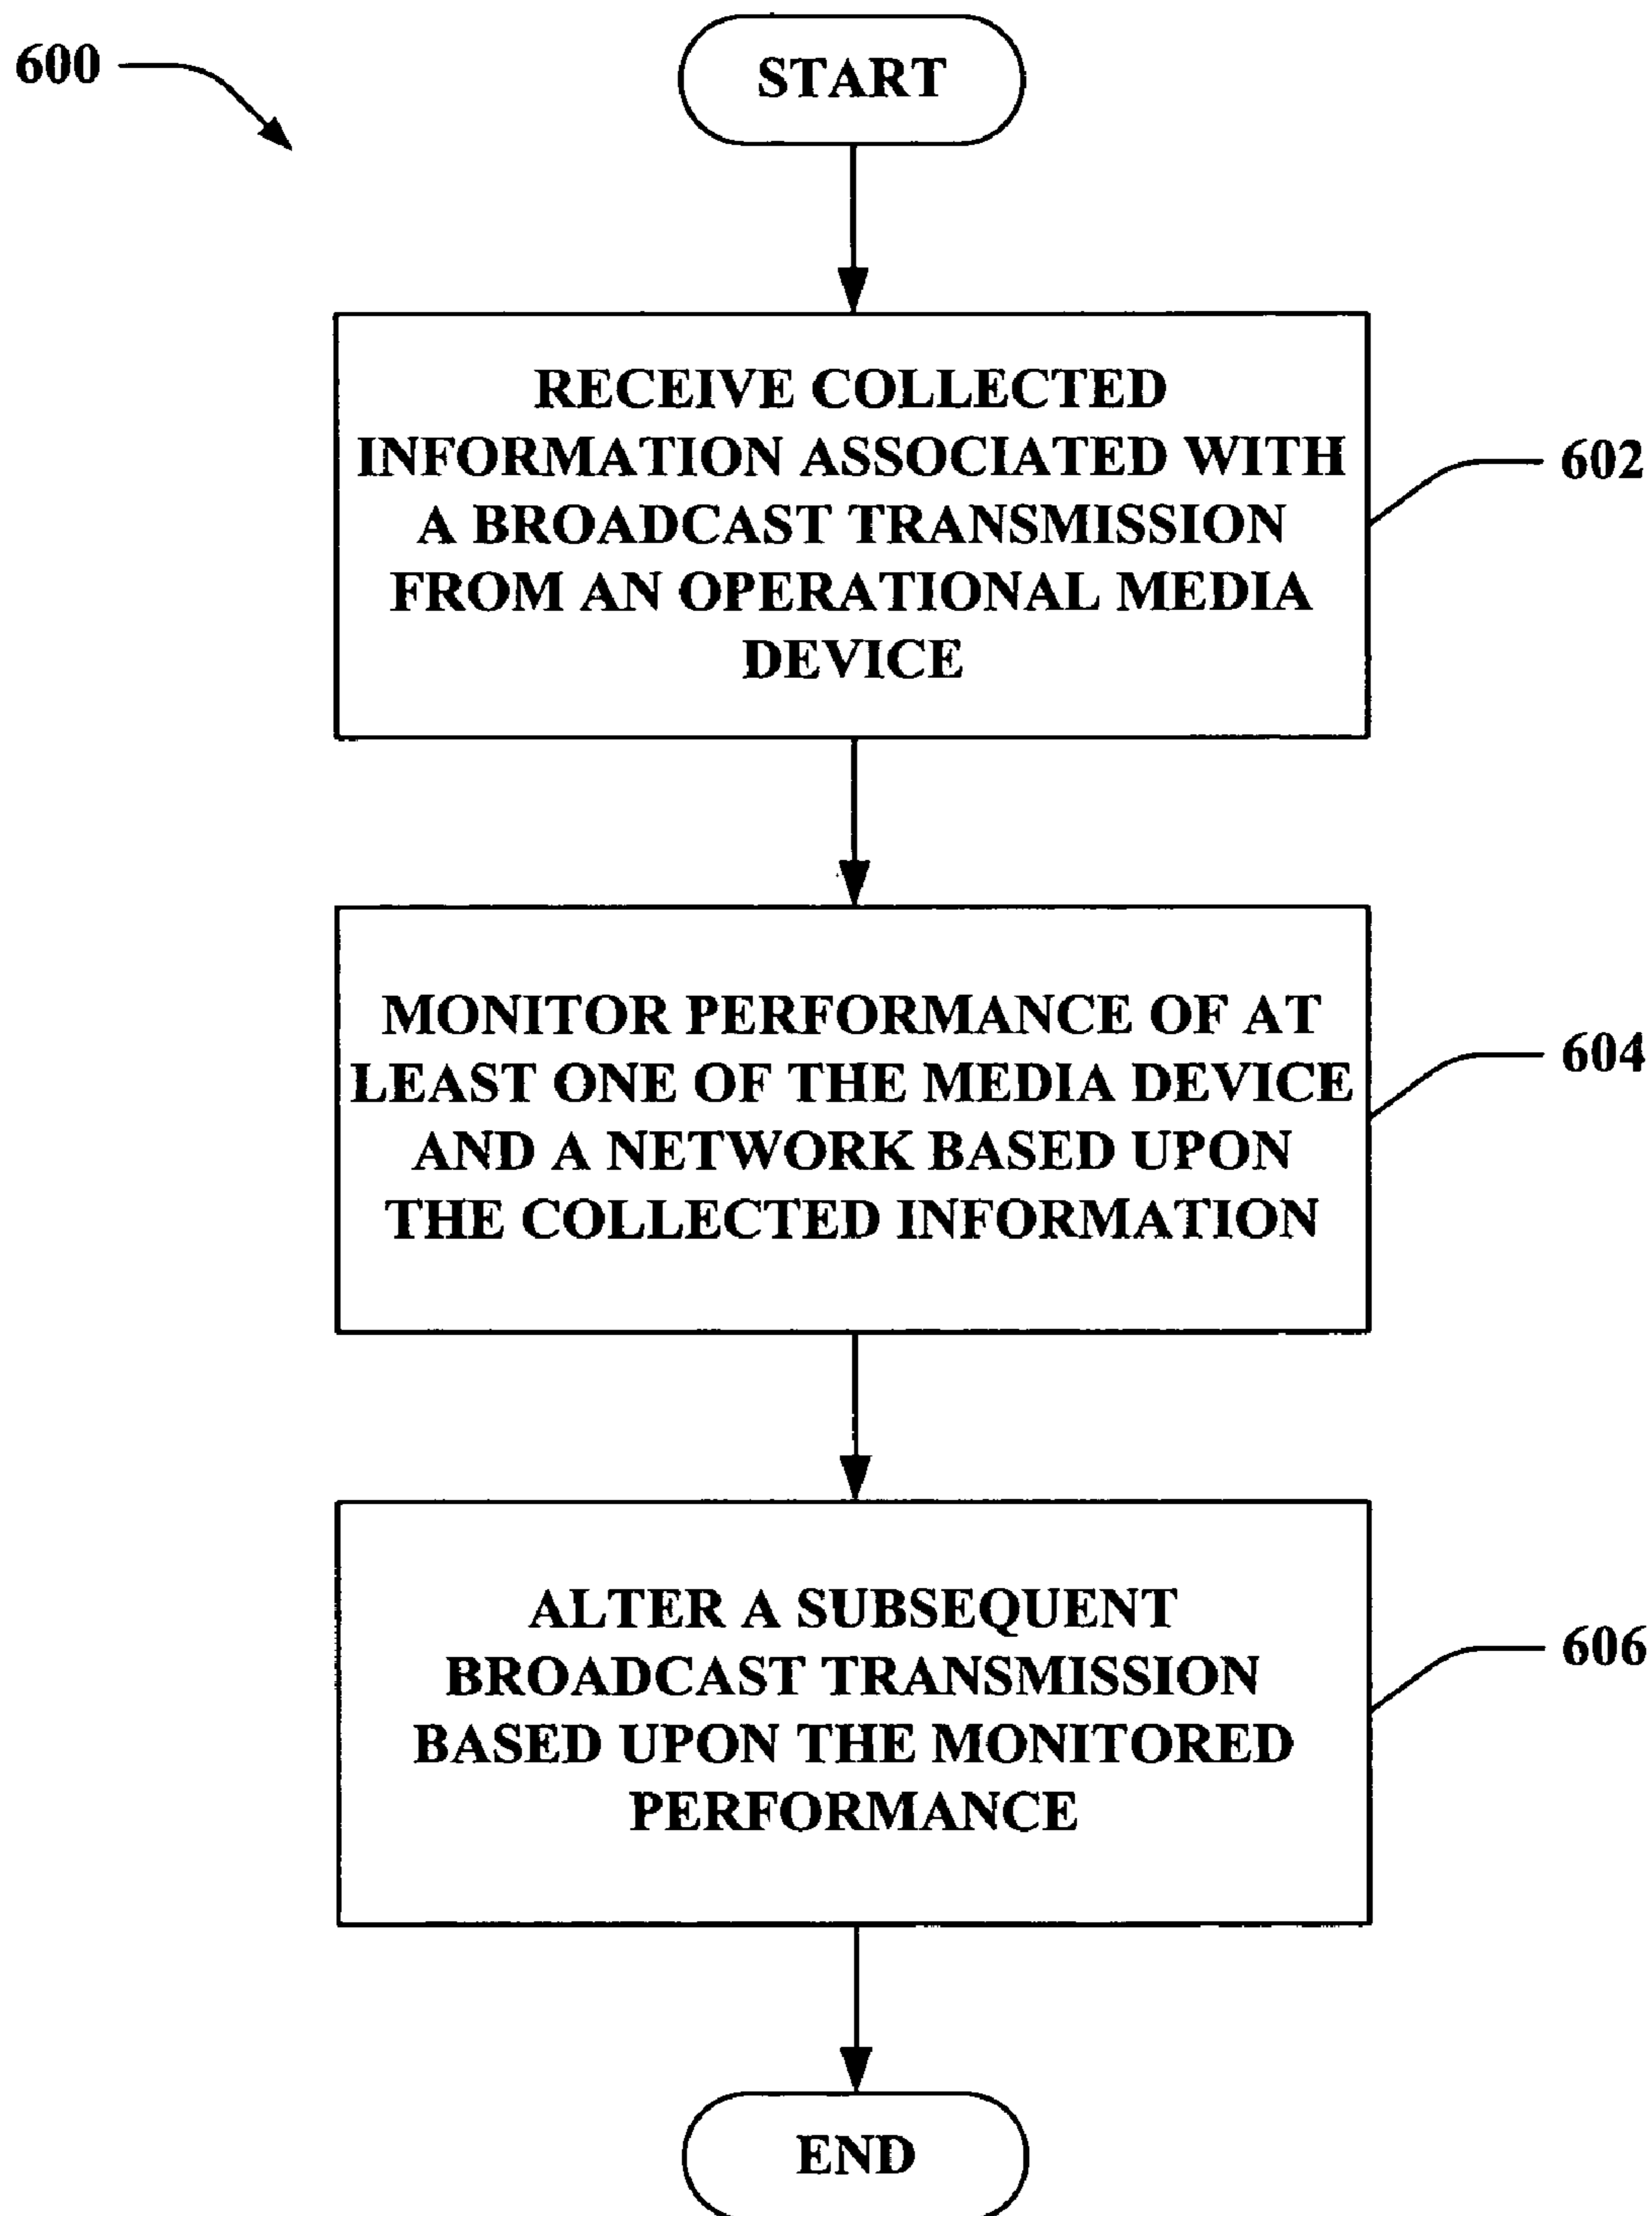 600
START
RECEIVE COLLECTED
INFORMATION ASSOCIATED WITH
A BROADCAST TRANSMISSION
FROM AN OPERATIONAL MEDIA
DEVICE
602
MONITOR PERFORMANCE OF AT
LEAST ONE OF THE MEDIA DEVICE
AND A NETWORK BASED UPON
THE COLLECTED INFORMATION
604
ALTER A SUBSEQUENT
BROADCAST TRANSMISSION
BASED UPON THE MONITORED
PERFORMANCE
606
END